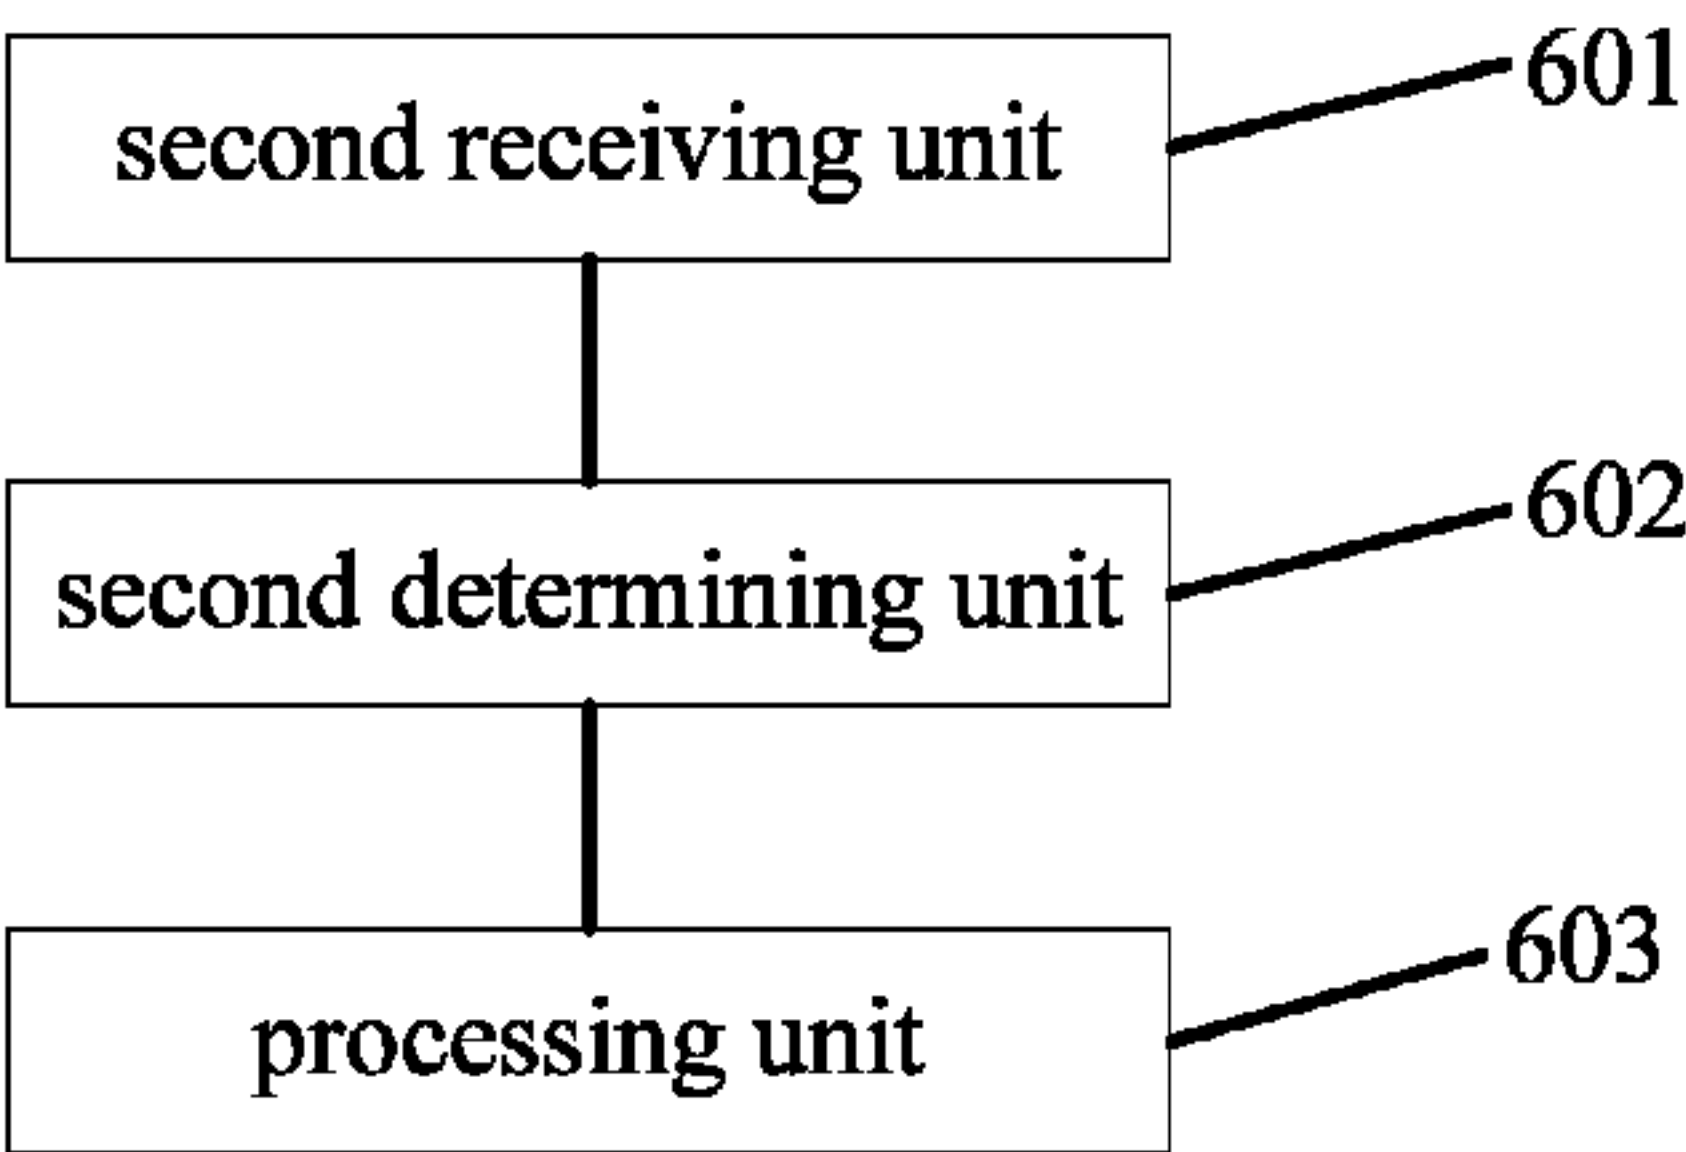 second receiving unit
601
second determining unit
602
processing unit
603